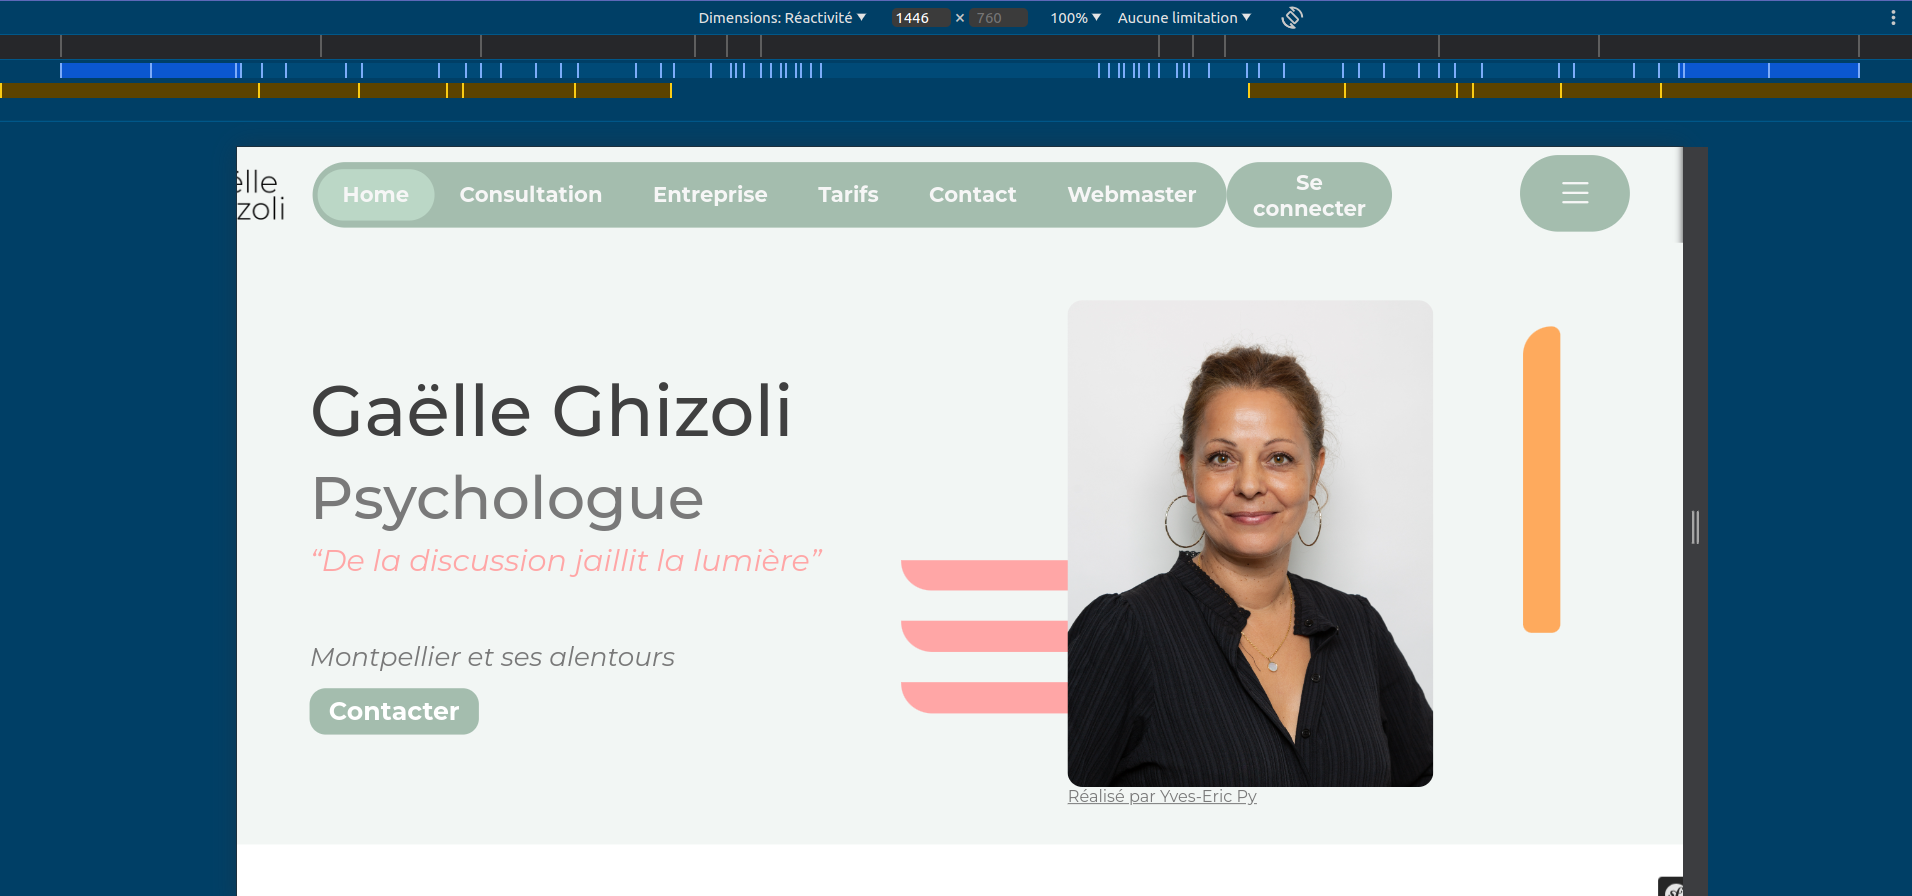 Dimensions: Réactivité 1446 × 760 100% Aucune limitation
ëlle
zoli
Home Consultation Entreprise Tarifs Contact Webmaster
Se
connecter
Gaëlle Ghizoli
Psychologue
“De la discussion jaillit la lumière”
Montpellier et ses alentours
Contacter
Réalisé par Yves-Eric Py